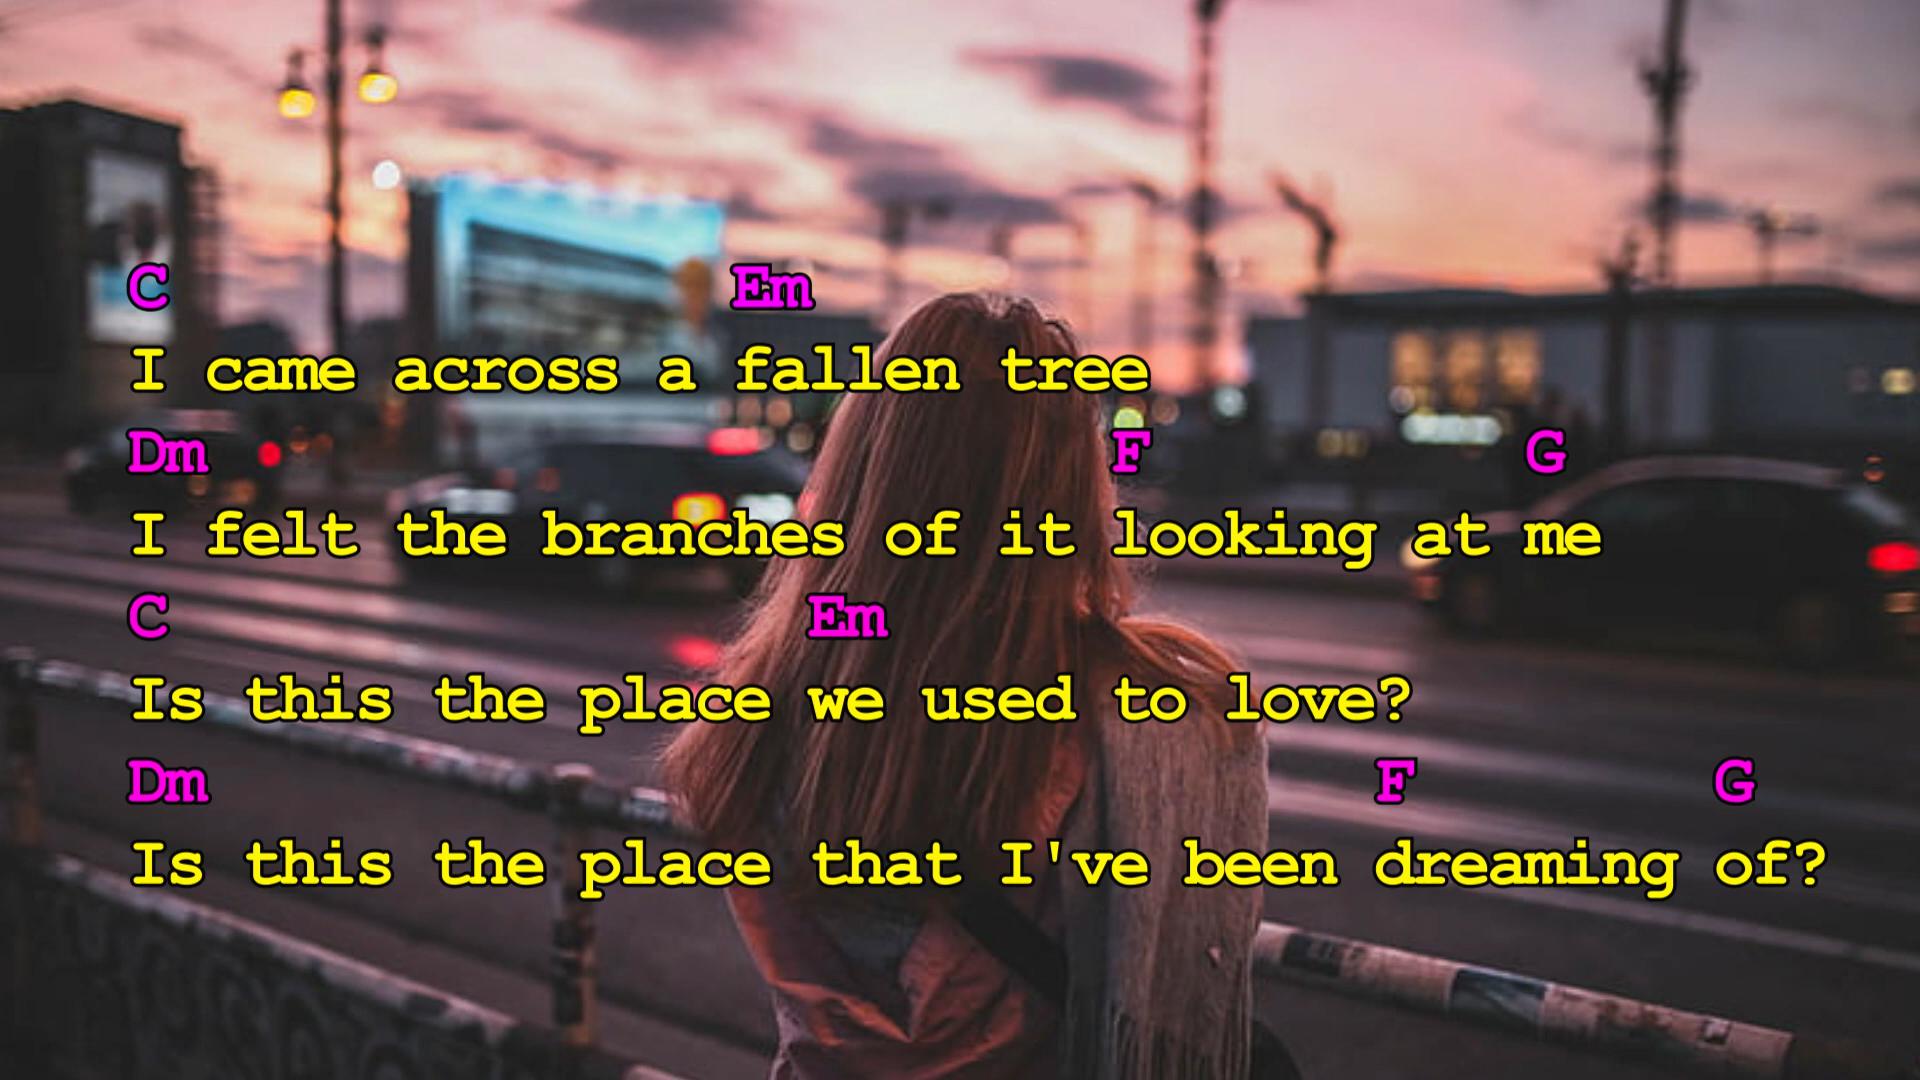 C Em
I came across a fallen tree
Dm F G
I felt the branches of it looking at me
C Em
Is this the place we used to love?
Dm F G
Is this the place that I've been dreaming of?